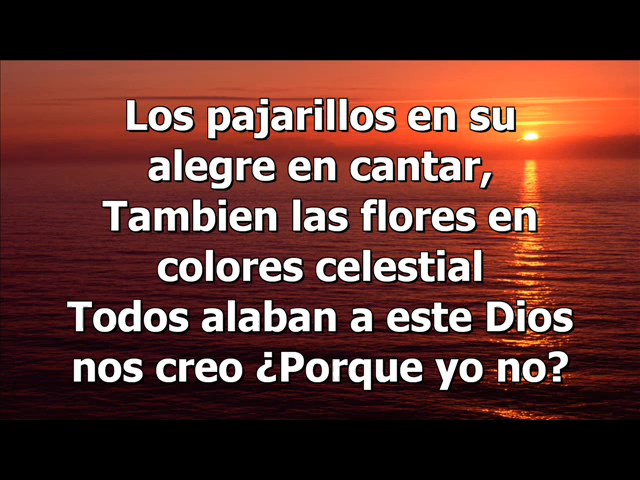 Los pajarillos en su
alegre en cantar,
Tambien las flores en
colores celestial
Todos alaban a este Dios
nos creo ¿Porque yo no?